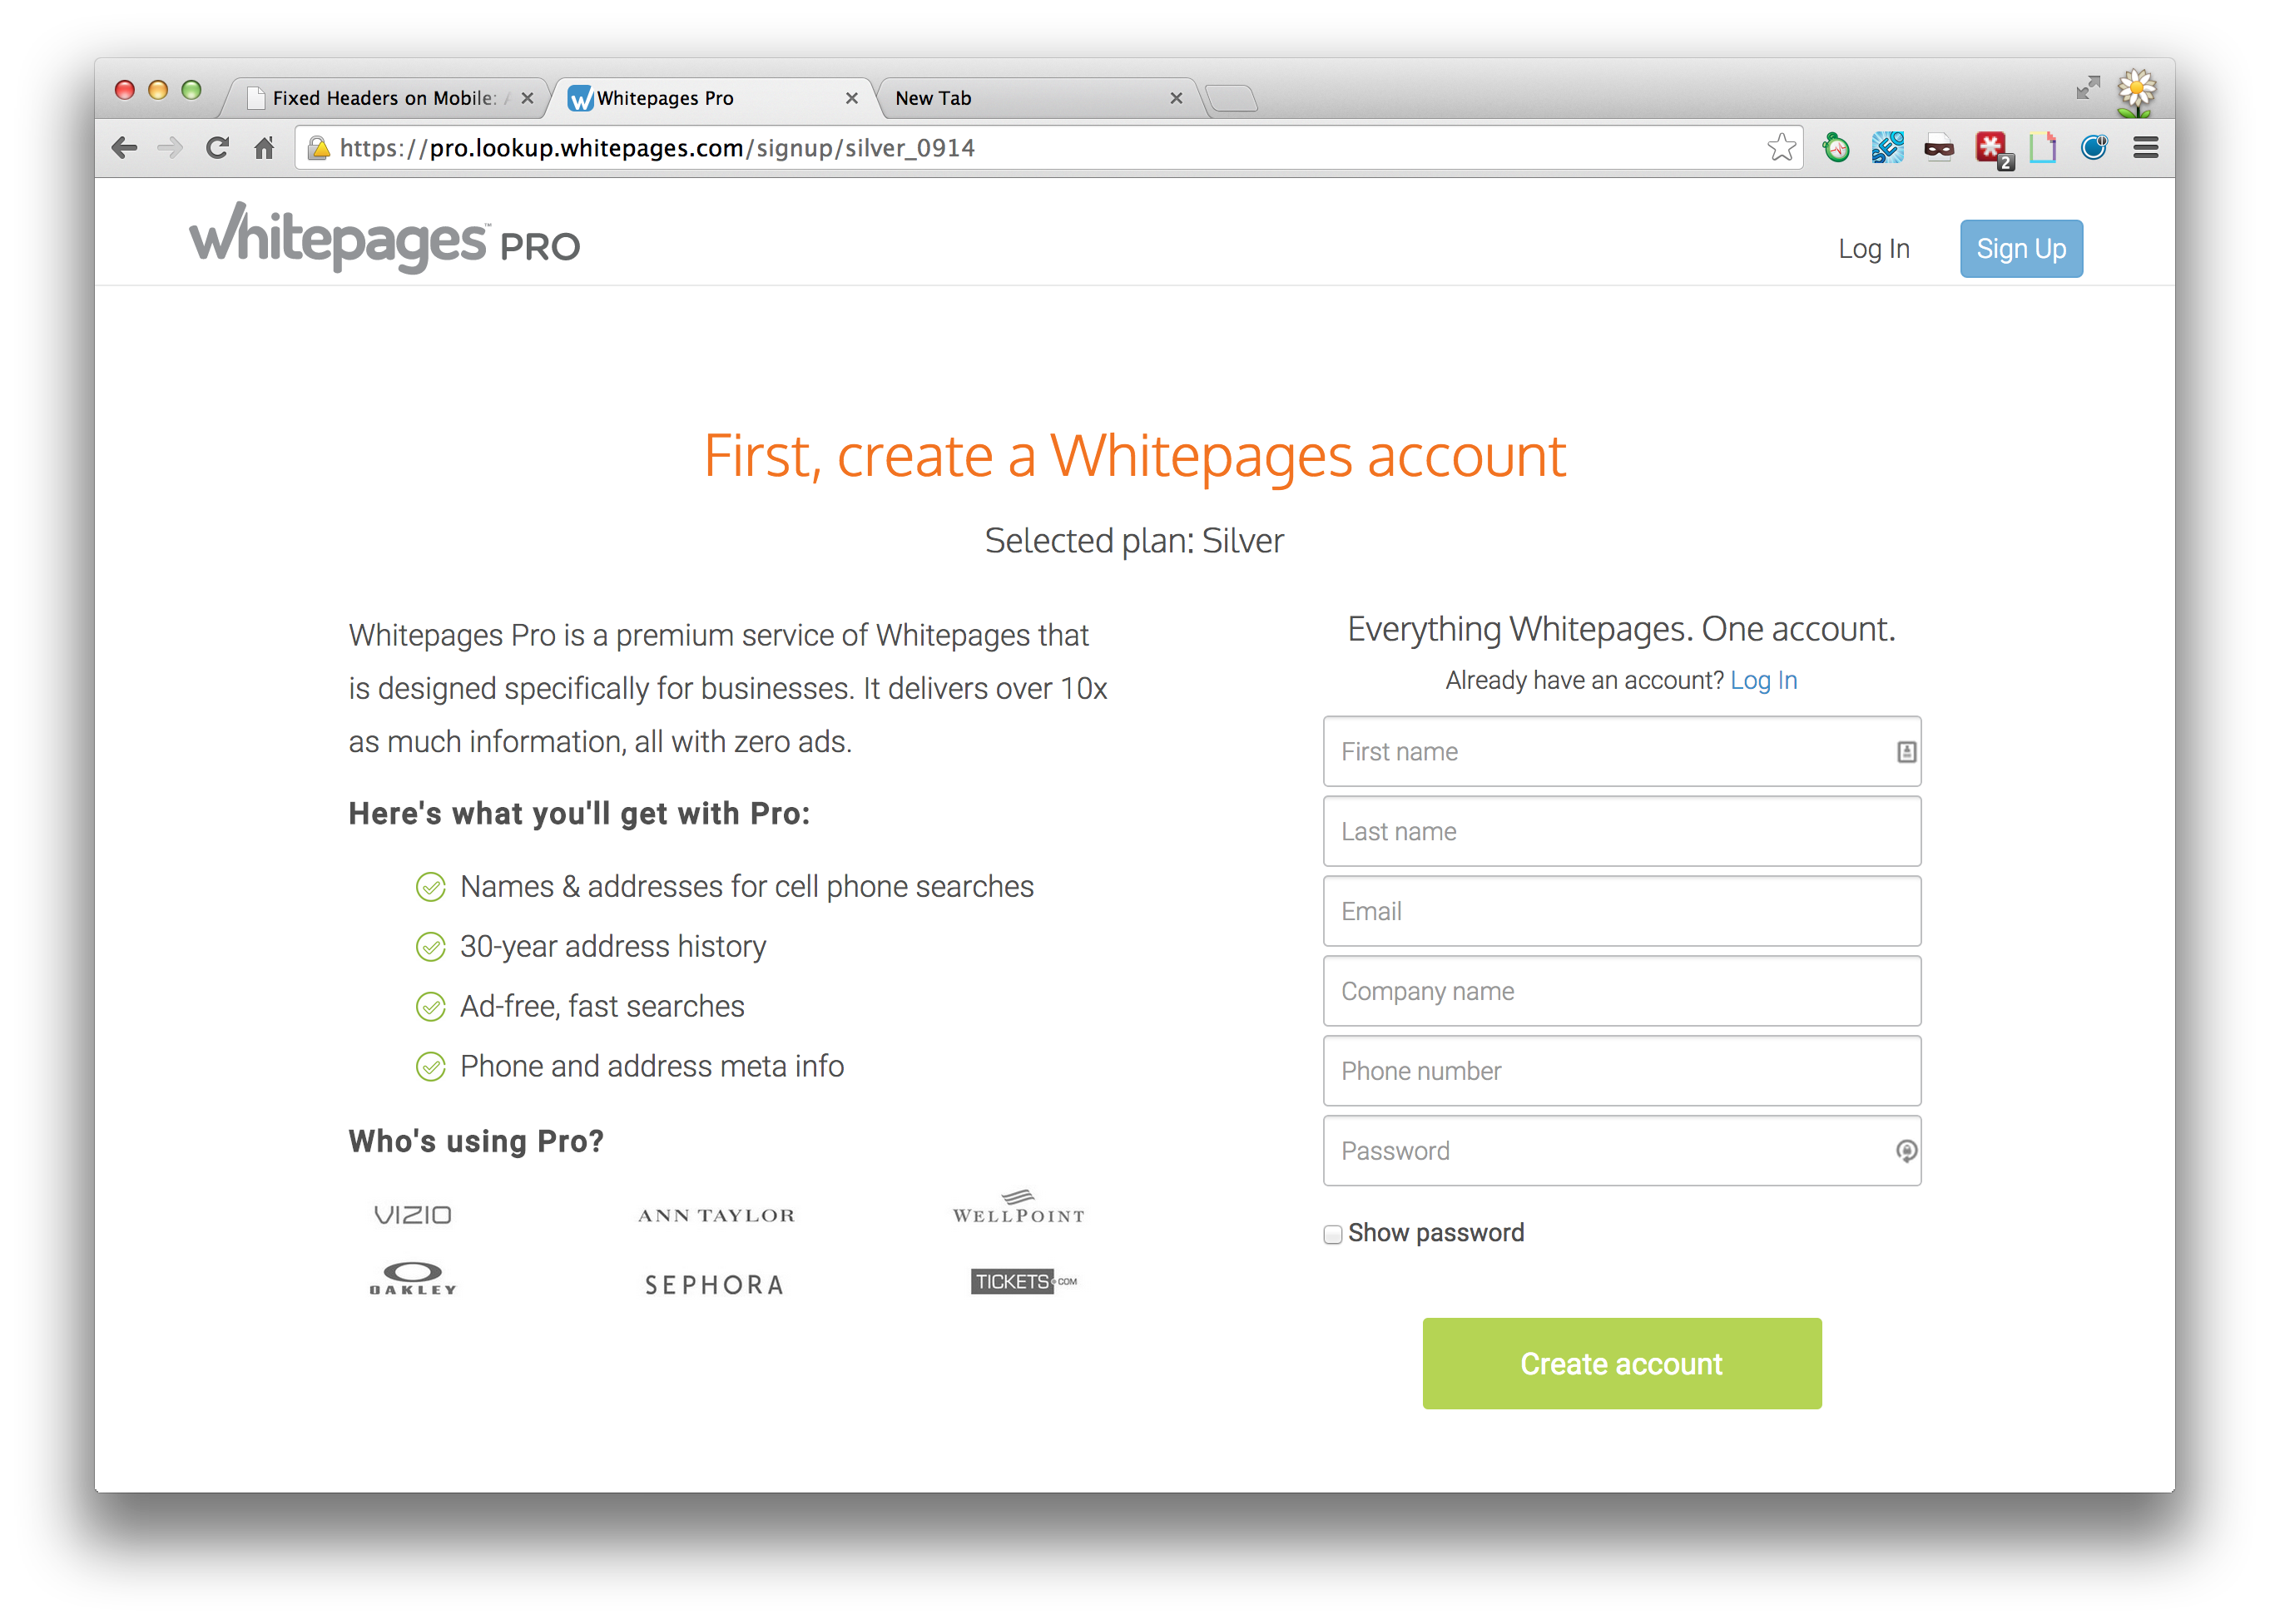 Fixed Headers on Mobile:
Whitepages Pro
New Tab
https://pro.lookup.whitepages.com/signup/silver_0914
2
whitepages™ PRO
Log In
Sign Up
First, create a Whitepages account
Selected plan: Silver
Whitepages Pro is a premium service of Whitepages that
is designed specifically for businesses. It delivers over 10x
as much information, all with zero ads.
Here's what you'll get with Pro:
Names & addresses for cell phone searches
30-year address history
Ad-free, fast searches
Phone and address meta info
Who's using Pro?
VIZIO
ANN TAYLOR
WELLPOINT
OAKLEY
SEPHORA
TICKETS.COM
Everything Whitepages. One account.
Already have an account? Log In
First name
Last name
Email
Company name
Phone number
Password
Show password
Create account